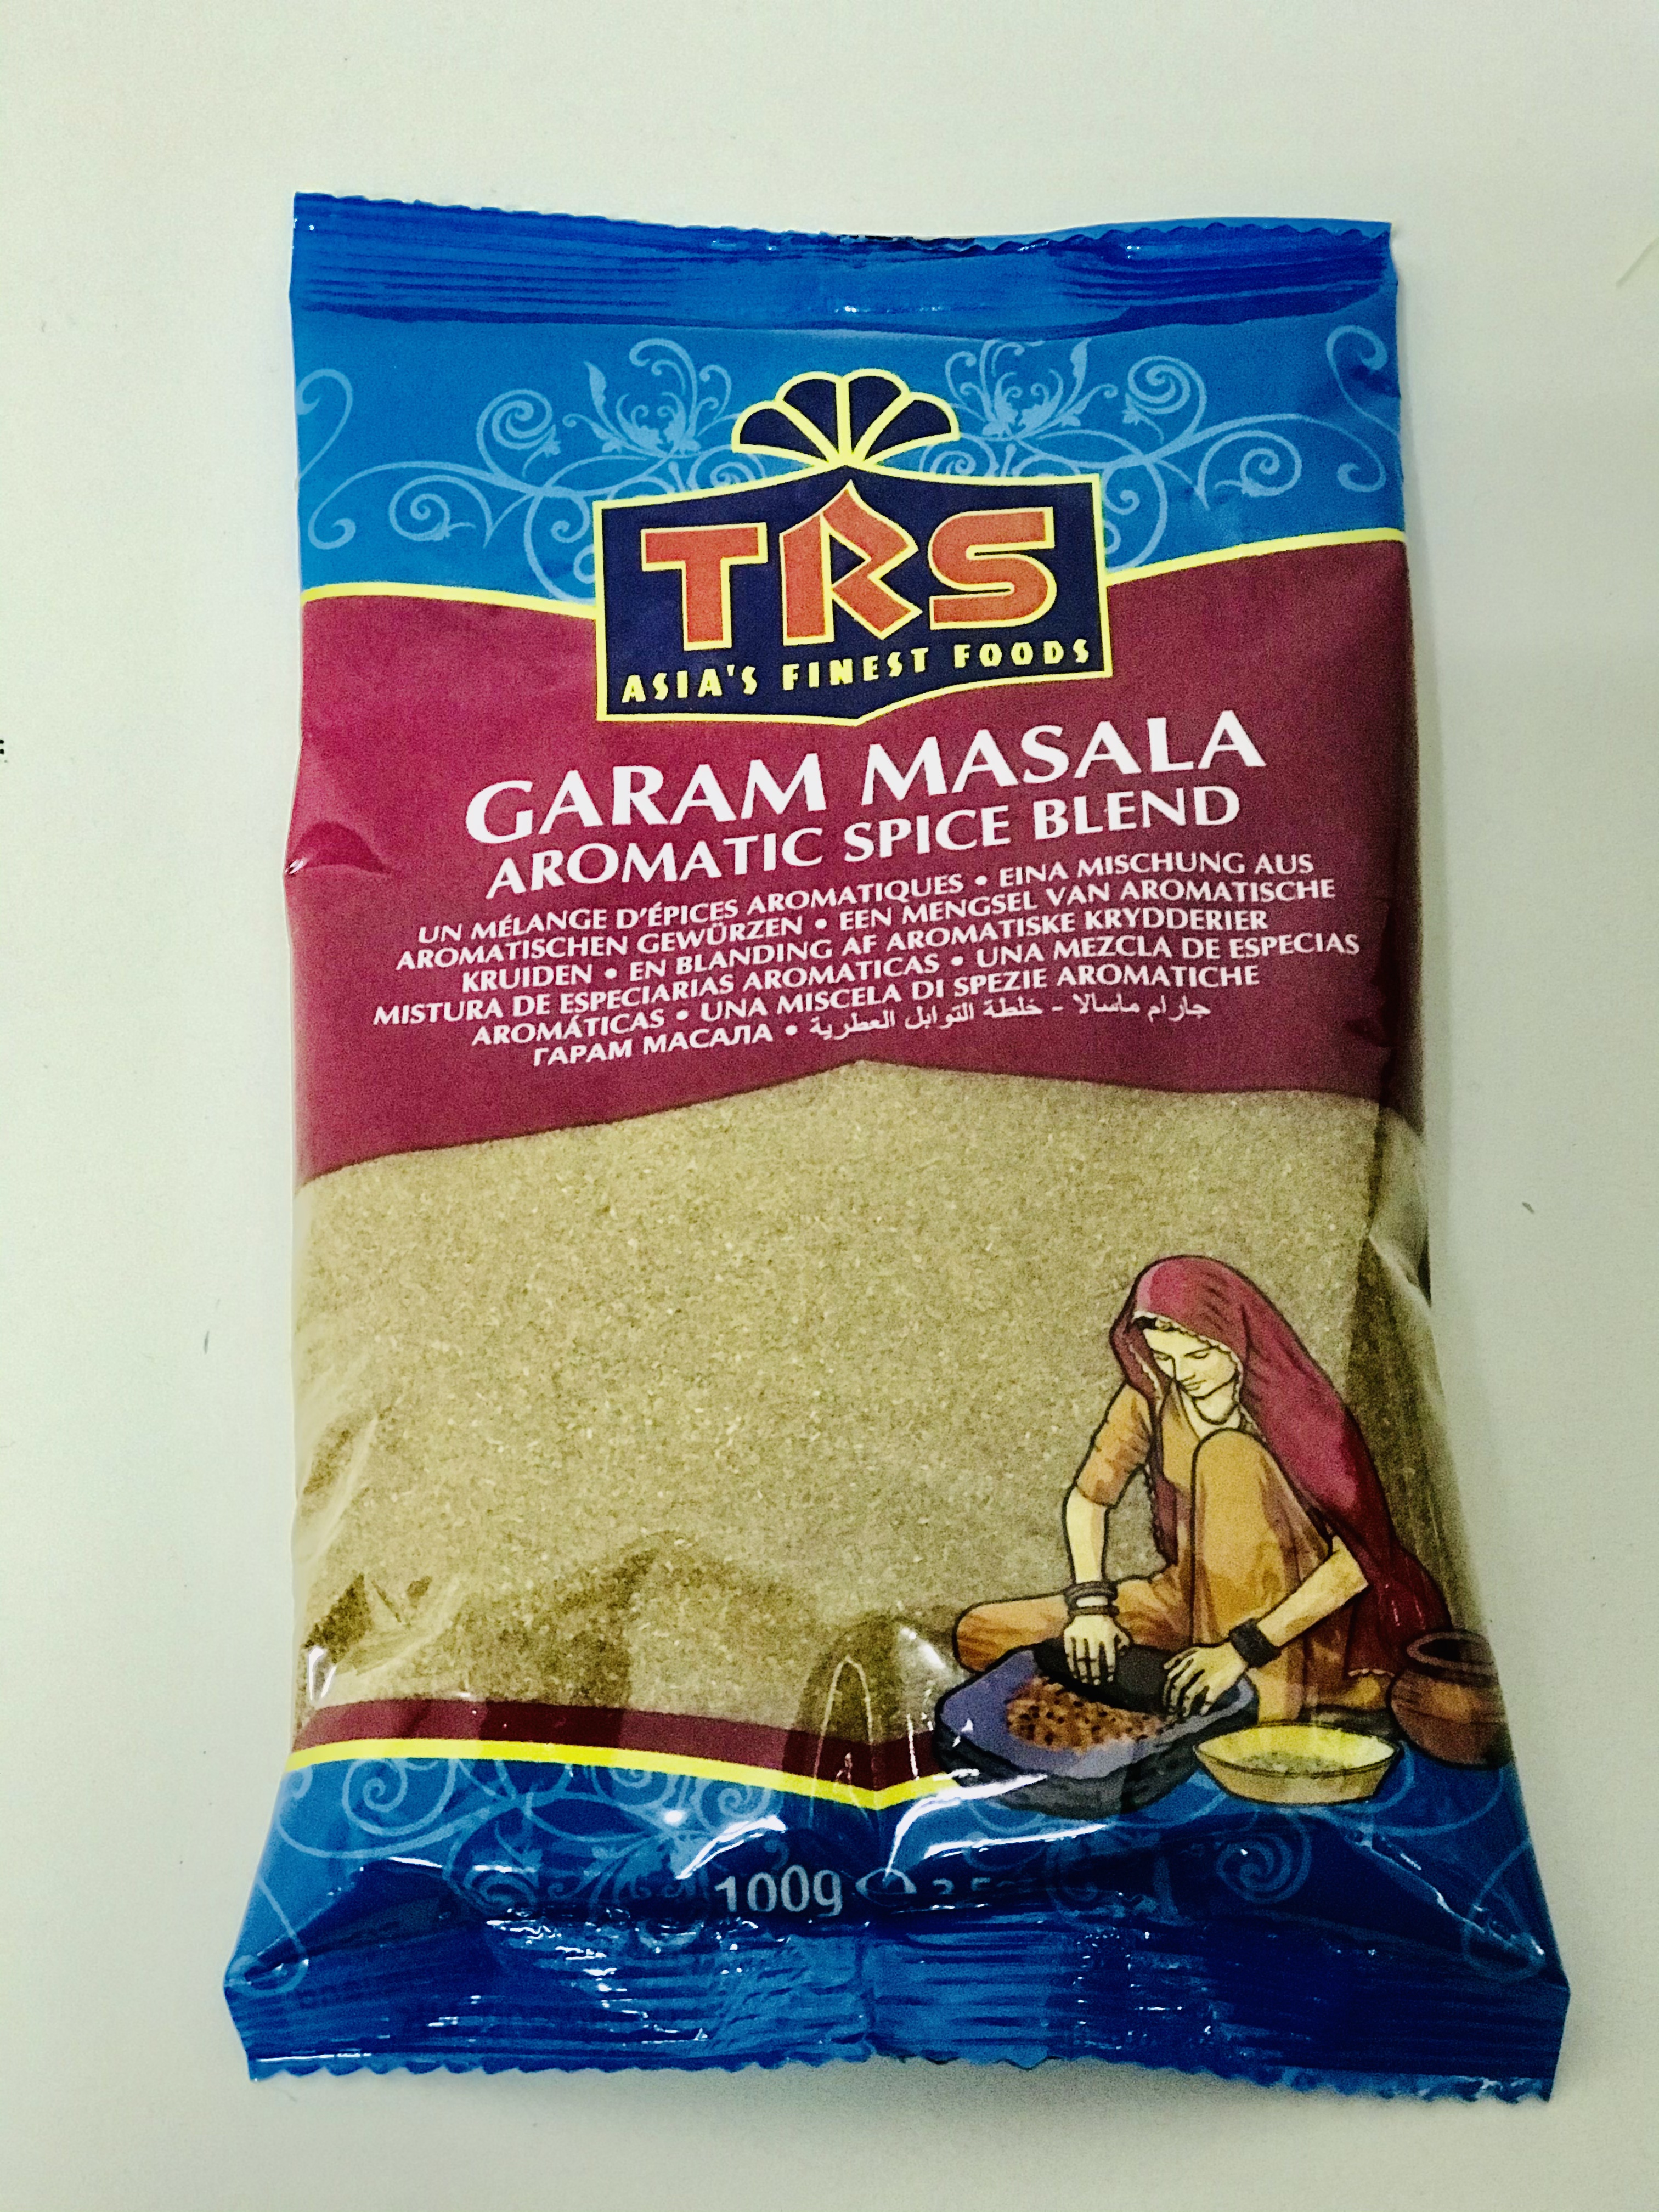 TRS
ASIA'S FINEST FOODS
GARAM MASALA
AROMATIC SPICE BLEND
UN MÉLANGE D'ÉPICES AROMATIQUES • EINA MISCHUNG AUS
AROMATISCHEN GEWÜRZEN • EEN MENGSEL VAN AROMATISCHE
KRUIDEN • EN BLANDING AF AROMATISKE KRYDDERIER
MISTURA DE ESPECIARIAS AROMATICAS • UNA MEZCLA DE ESPECIAS
AROMÁTICAS • UNA MISCELA DI SPEZIE AROMATICHE
ГАРАМ МАСАЛА • جارام ماسالا - خلطة التوابل العطرية
100g